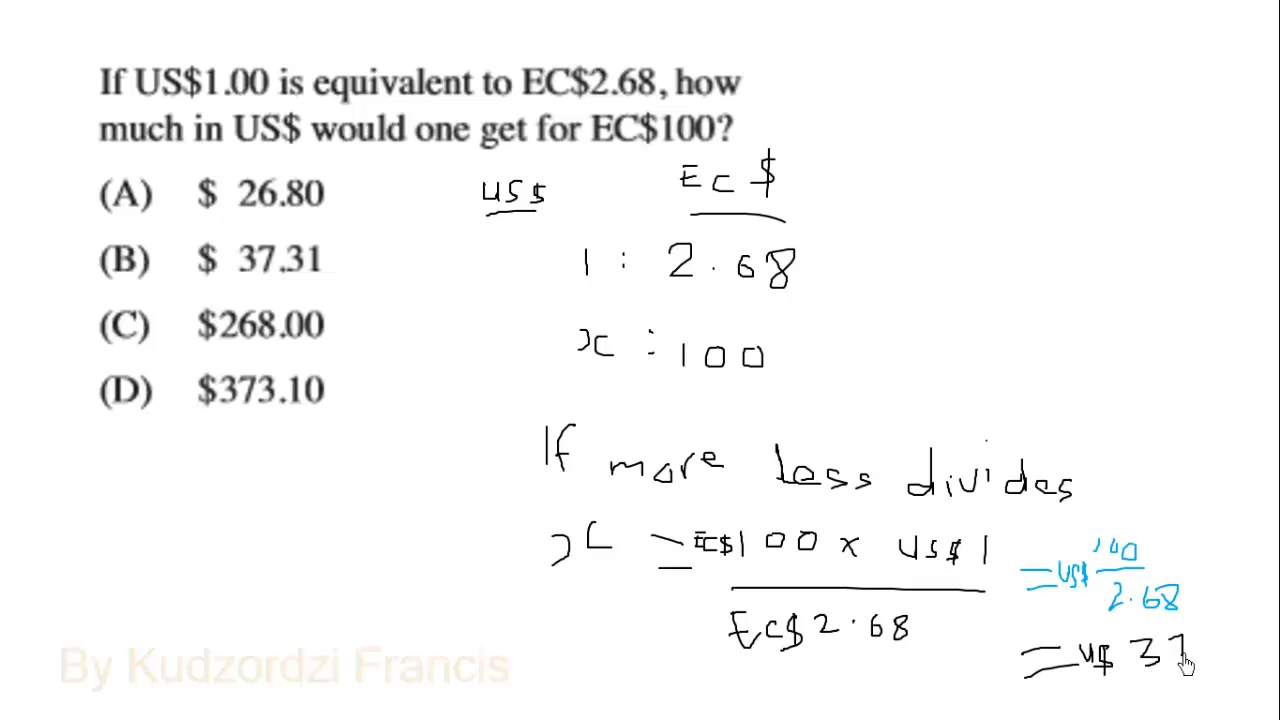 If US$1.00 is equivalent to EC$2.68, how
much in US$ would one get for EC$100?
(A) $ 26.80
(B) $ 37.31
(C) $268.00
(D) $373.10
US$ EC$
1 : 2.68
x : 100
If more less divides
x = EC$100 x US$1
EC$2.68
= US$ 100
2.68
= U$ 37
By Kudzordzi Francis